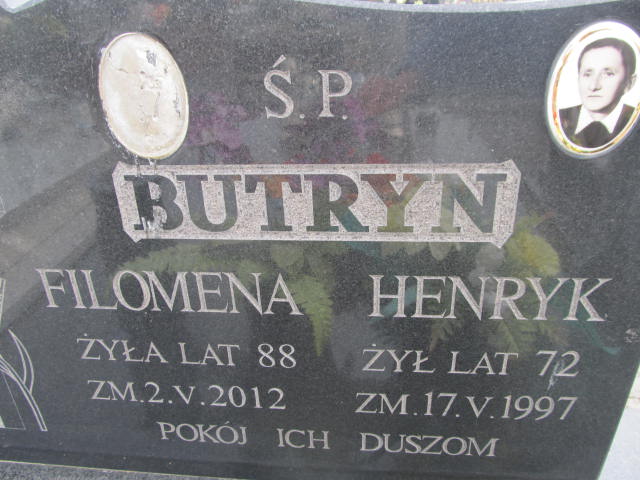 Ś.P.
BUTRYN
FILOMENA HENRYK
ŻYŁA LAT 88 ŻYŁ LAT 72
ZM.2.V.2012 ZM.17.V.1997
POKÓJ ICH DUSZOM